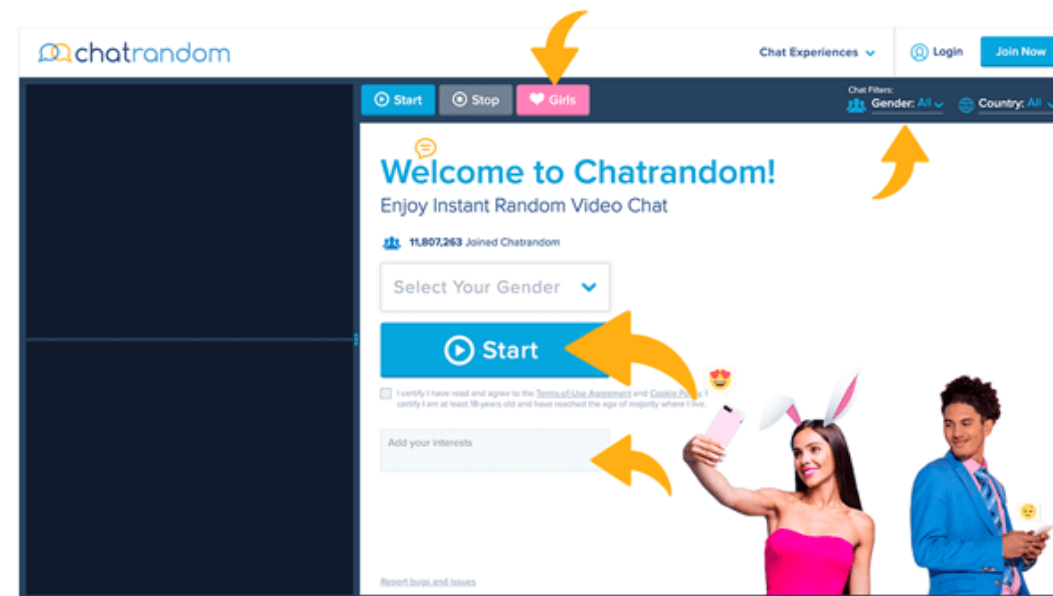 chatrandom
Chat Experiences
Login
Join Now
Start
Stop
Girls
Chat Filters:
Gender: All
Country: All
Welcome to Chatrandom!
Enjoy Instant Random Video Chat
11,807,263 Joined Chatrandom
Select Your Gender
Start
I certify I have read and agree to the Terms-of-Use Agreement and Cookie Policy. I
certify I am at least 18-years old and have reached the age of majority where I live.
Add your interests
Report bugs and issues